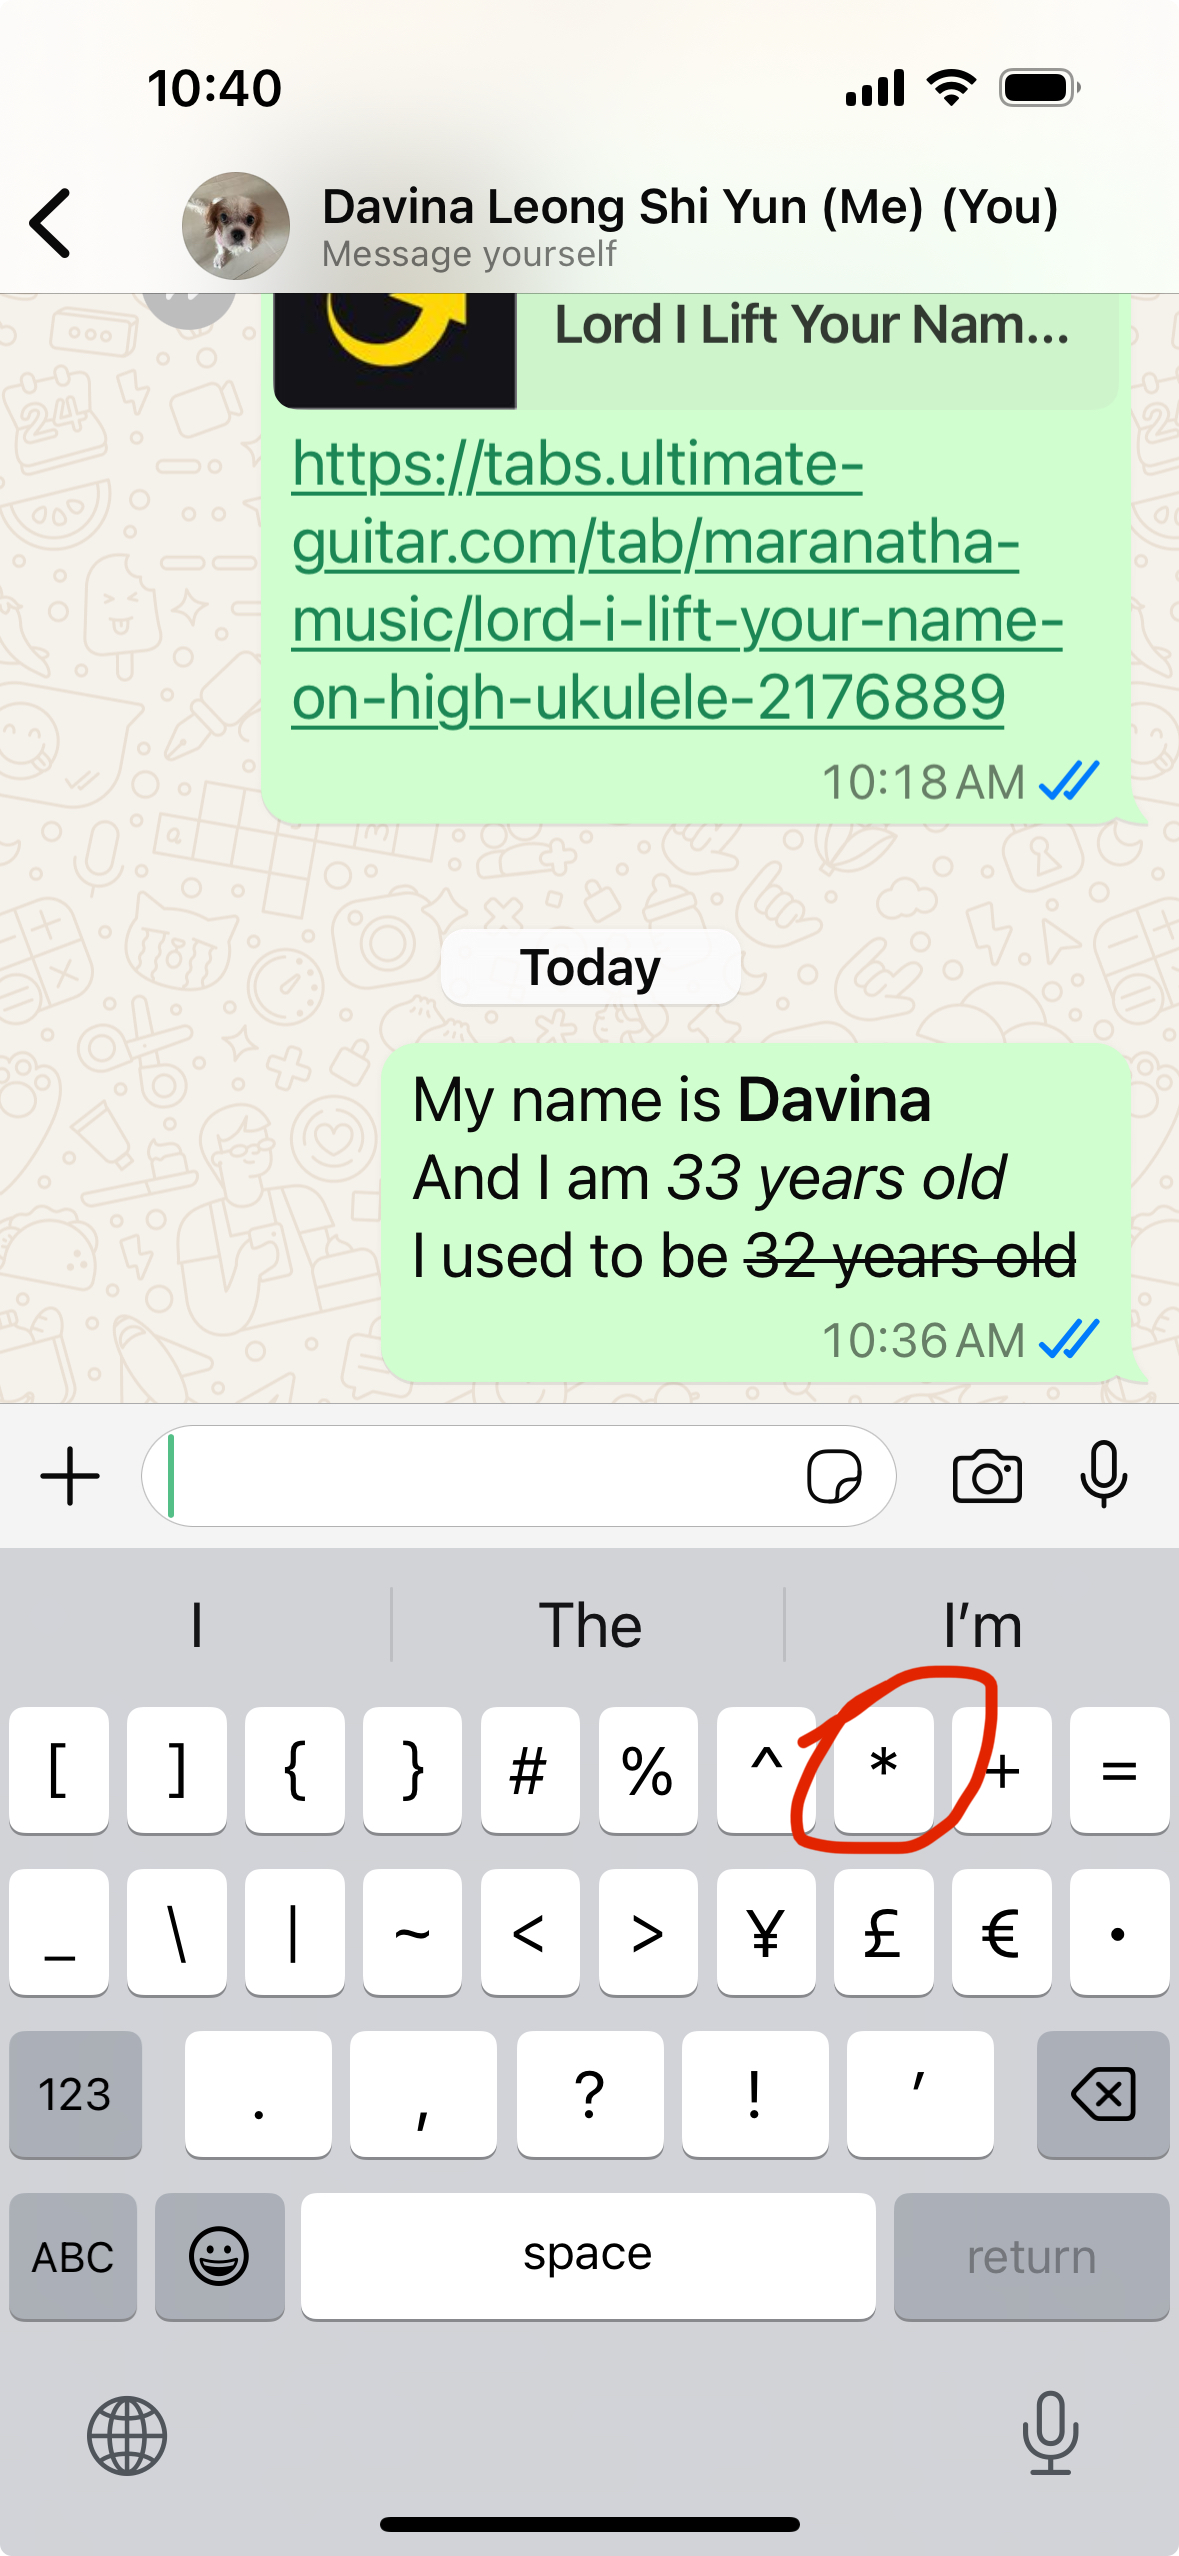 10:40
Davina Leong Shi Yun (Me) (You)
Message yourself
Lord I Lift Your Nam...
https://tabs.ultimate-
guitar.com/tab/maranatha-
music/lord-i-lift-your-name-
on-high-ukulele-2176889
10:18 AM
Today
My name is Davina
And I am 33 years old
I used to be 32 years old
10:36 AM
I The I'm
[ ] { } # % ^ * + =
_ \ | ~ < > ¥ £ € •
123 . , ? ! '
ABC space return